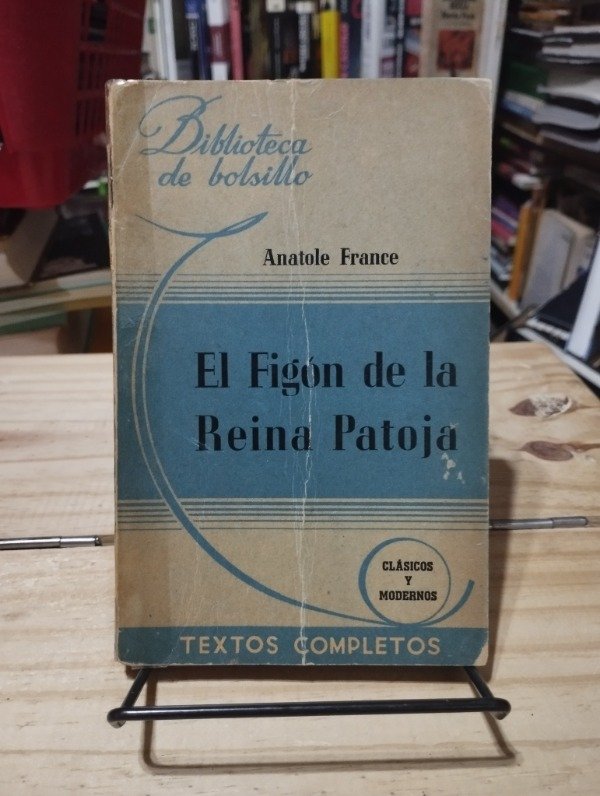 Biblioteca
de bolsillo
Anatole France
El Figón de la
Reina Patoja
CLÁSICOS
Y
MODERNOS
TEXTOS COMPLETOS